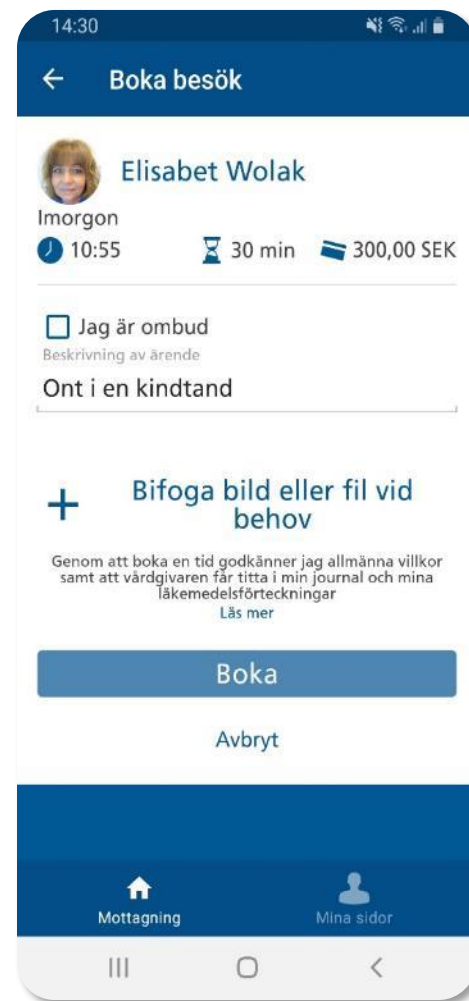 14:30
Boka besök
Elisabet Wolak
Imorgon
10:55 30 min 300,00 SEK
Jag är ombud
Beskrivning av ärende
Ont i en kindtand
Bifoga bild eller fil vid
behov
Genom att boka en tid godkänner jag allmänna villkor
samt att vårdgivaren får titta i min journal och mina
läkemedelsförteckningar
Läs mer
Boka
Avbryt
Mottagning Mina sidor